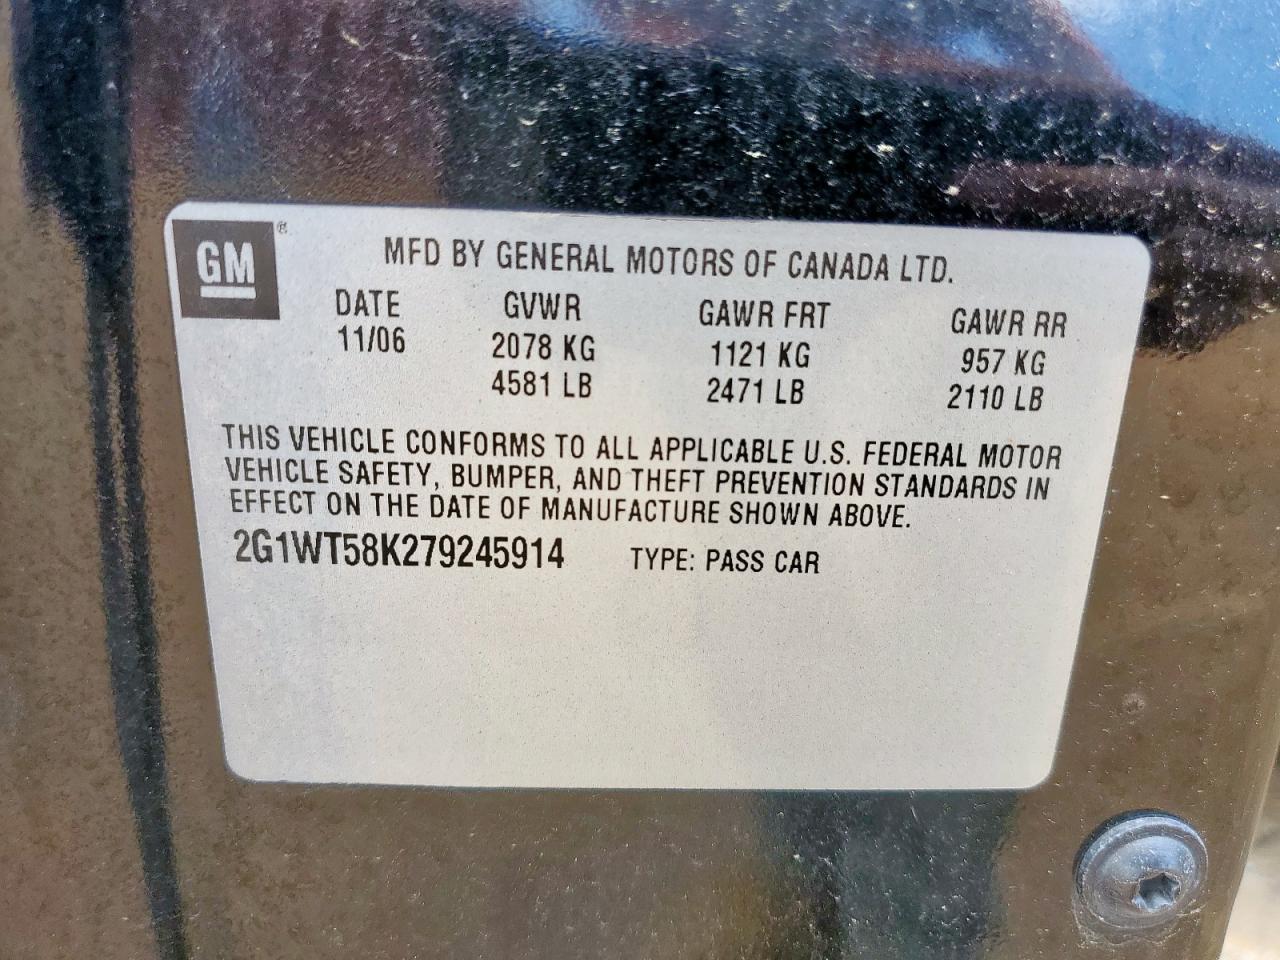 GM ®
MFD BY GENERAL MOTORS OF CANADA LTD.
DATE GVWR GAWR FRT GAWR RR
11/06 2078 KG 1121 KG 957 KG
4581 LB 2471 LB 2110 LB
THIS VEHICLE CONFORMS TO ALL APPLICABLE U.S. FEDERAL MOTOR
VEHICLE SAFETY, BUMPER, AND THEFT PREVENTION STANDARDS IN
EFFECT ON THE DATE OF MANUFACTURE SHOWN ABOVE.
2G1WT58K279245914 TYPE: PASS CAR